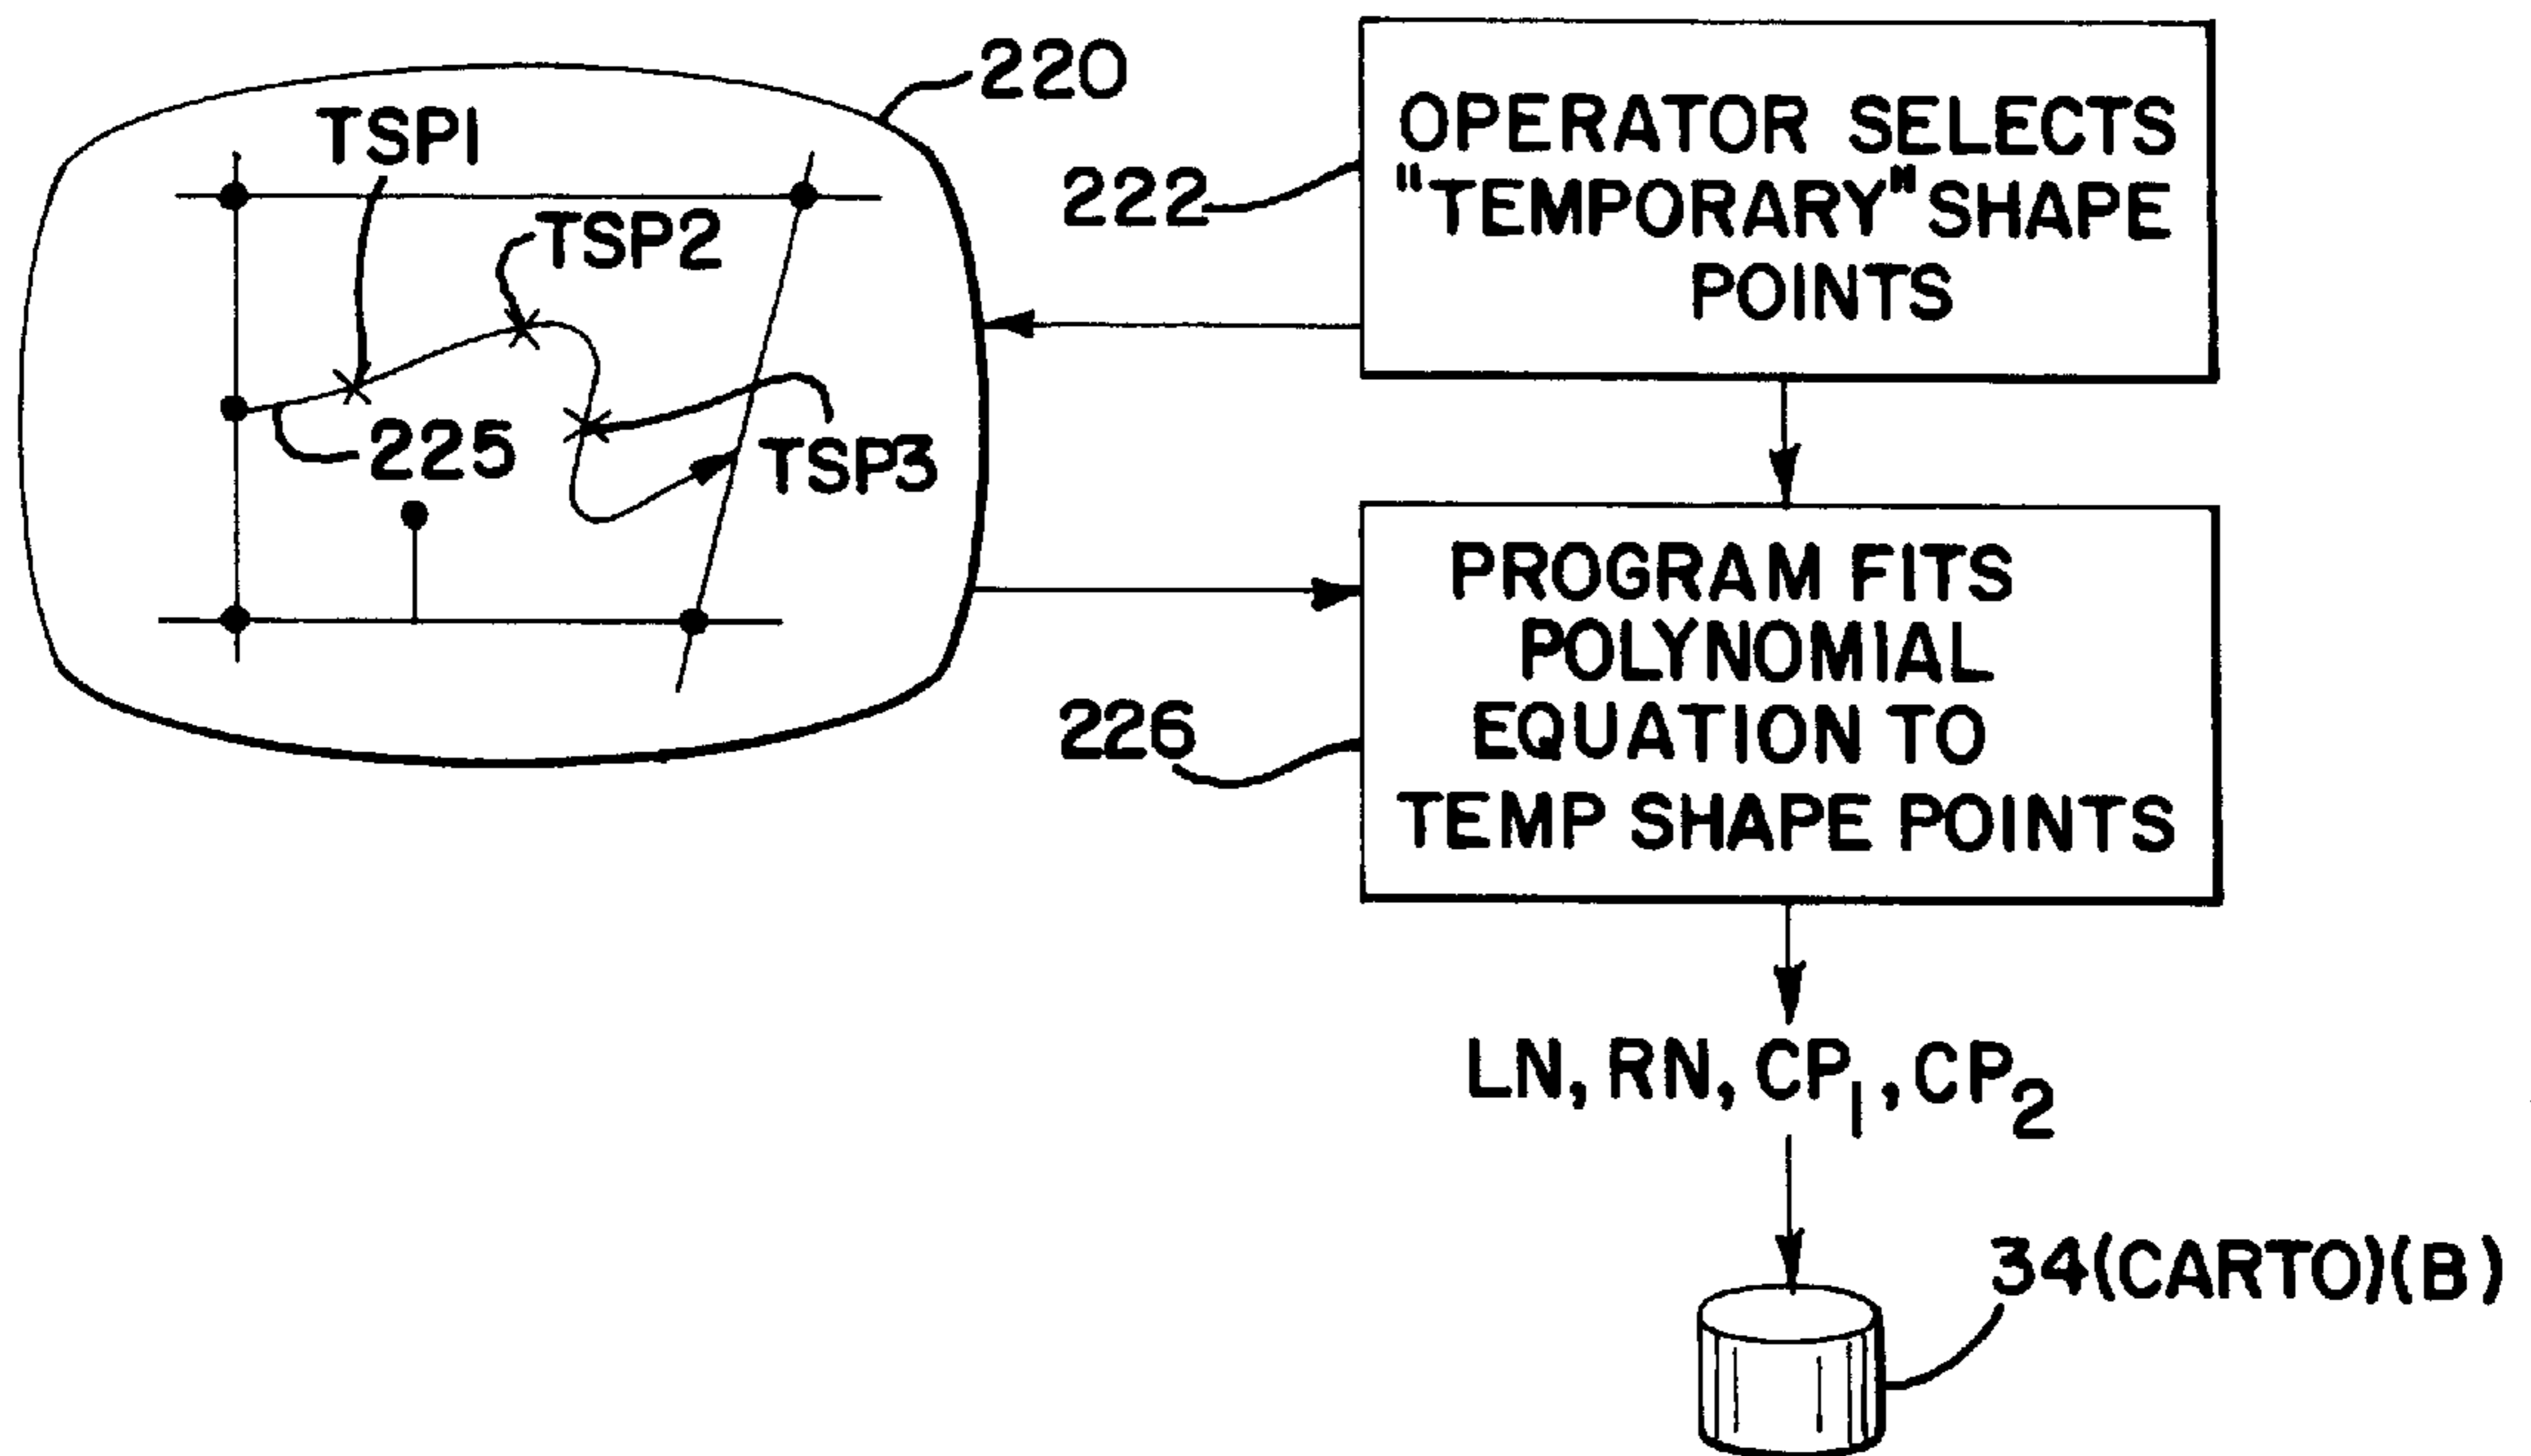 220
TSP1
TSP2
225
TSP3
222
OPERATOR SELECTS
"TEMPORARY" SHAPE
POINTS
226
PROGRAM FITS
POLYNOMIAL
EQUATION TO
TEMP SHAPE POINTS
LN, RN, CP1, CP2
34(CARTO)(B)